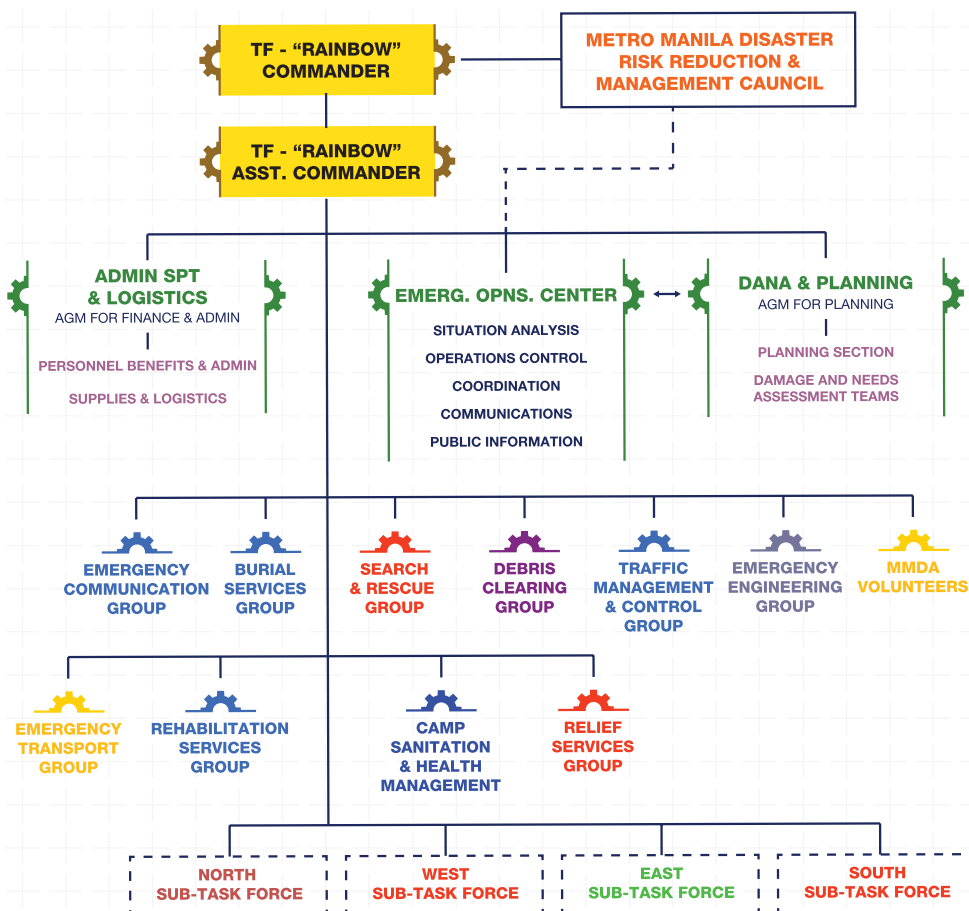 TF - “RAINBOW”
COMMANDER
METRO MANILA DISASTER
RISK REDUCTION &
MANAGEMENT CAUNCIL
TF - “RAINBOW”
ASST. COMMANDER
ADMIN SPT
& LOGISTICS
AGM FOR FINANCE & ADMIN
PERSONNEL BENEFITS & ADMIN
SUPPLIES & LOGISTICS
EMERG. OPNS. CENTER
SITUATION ANALYSIS
OPERATIONS CONTROL
COORDINATION
COMMUNICATIONS
PUBLIC INFORMATION
DANA & PLANNING
AGM FOR PLANNING
PLANNING SECTION
DAMAGE AND NEEDS
ASSESSMENT TEAMS
EMERGENCY
COMMUNICATION
GROUP
BURIAL
SERVICES
GROUP
SEARCH
& RESCUE
GROUP
DEBRIS
CLEARING
GROUP
TRAFFIC
MANAGEMENT
& CONTROL
GROUP
EMERGENCY
ENGINEERING
GROUP
MMDA
VOLUNTEERS
EMERGENCY
TRANSPORT
GROUP
REHABILITATION
SERVICES
GROUP
CAMP
SANITATION
& HEALTH
MANAGEMENT
RELIEF
SERVICES
GROUP
NORTH
SUB-TASK FORCE
WEST
SUB-TASK FORCE
EAST
SUB-TASK FORCE
SOUTH
SUB-TASK FORCE